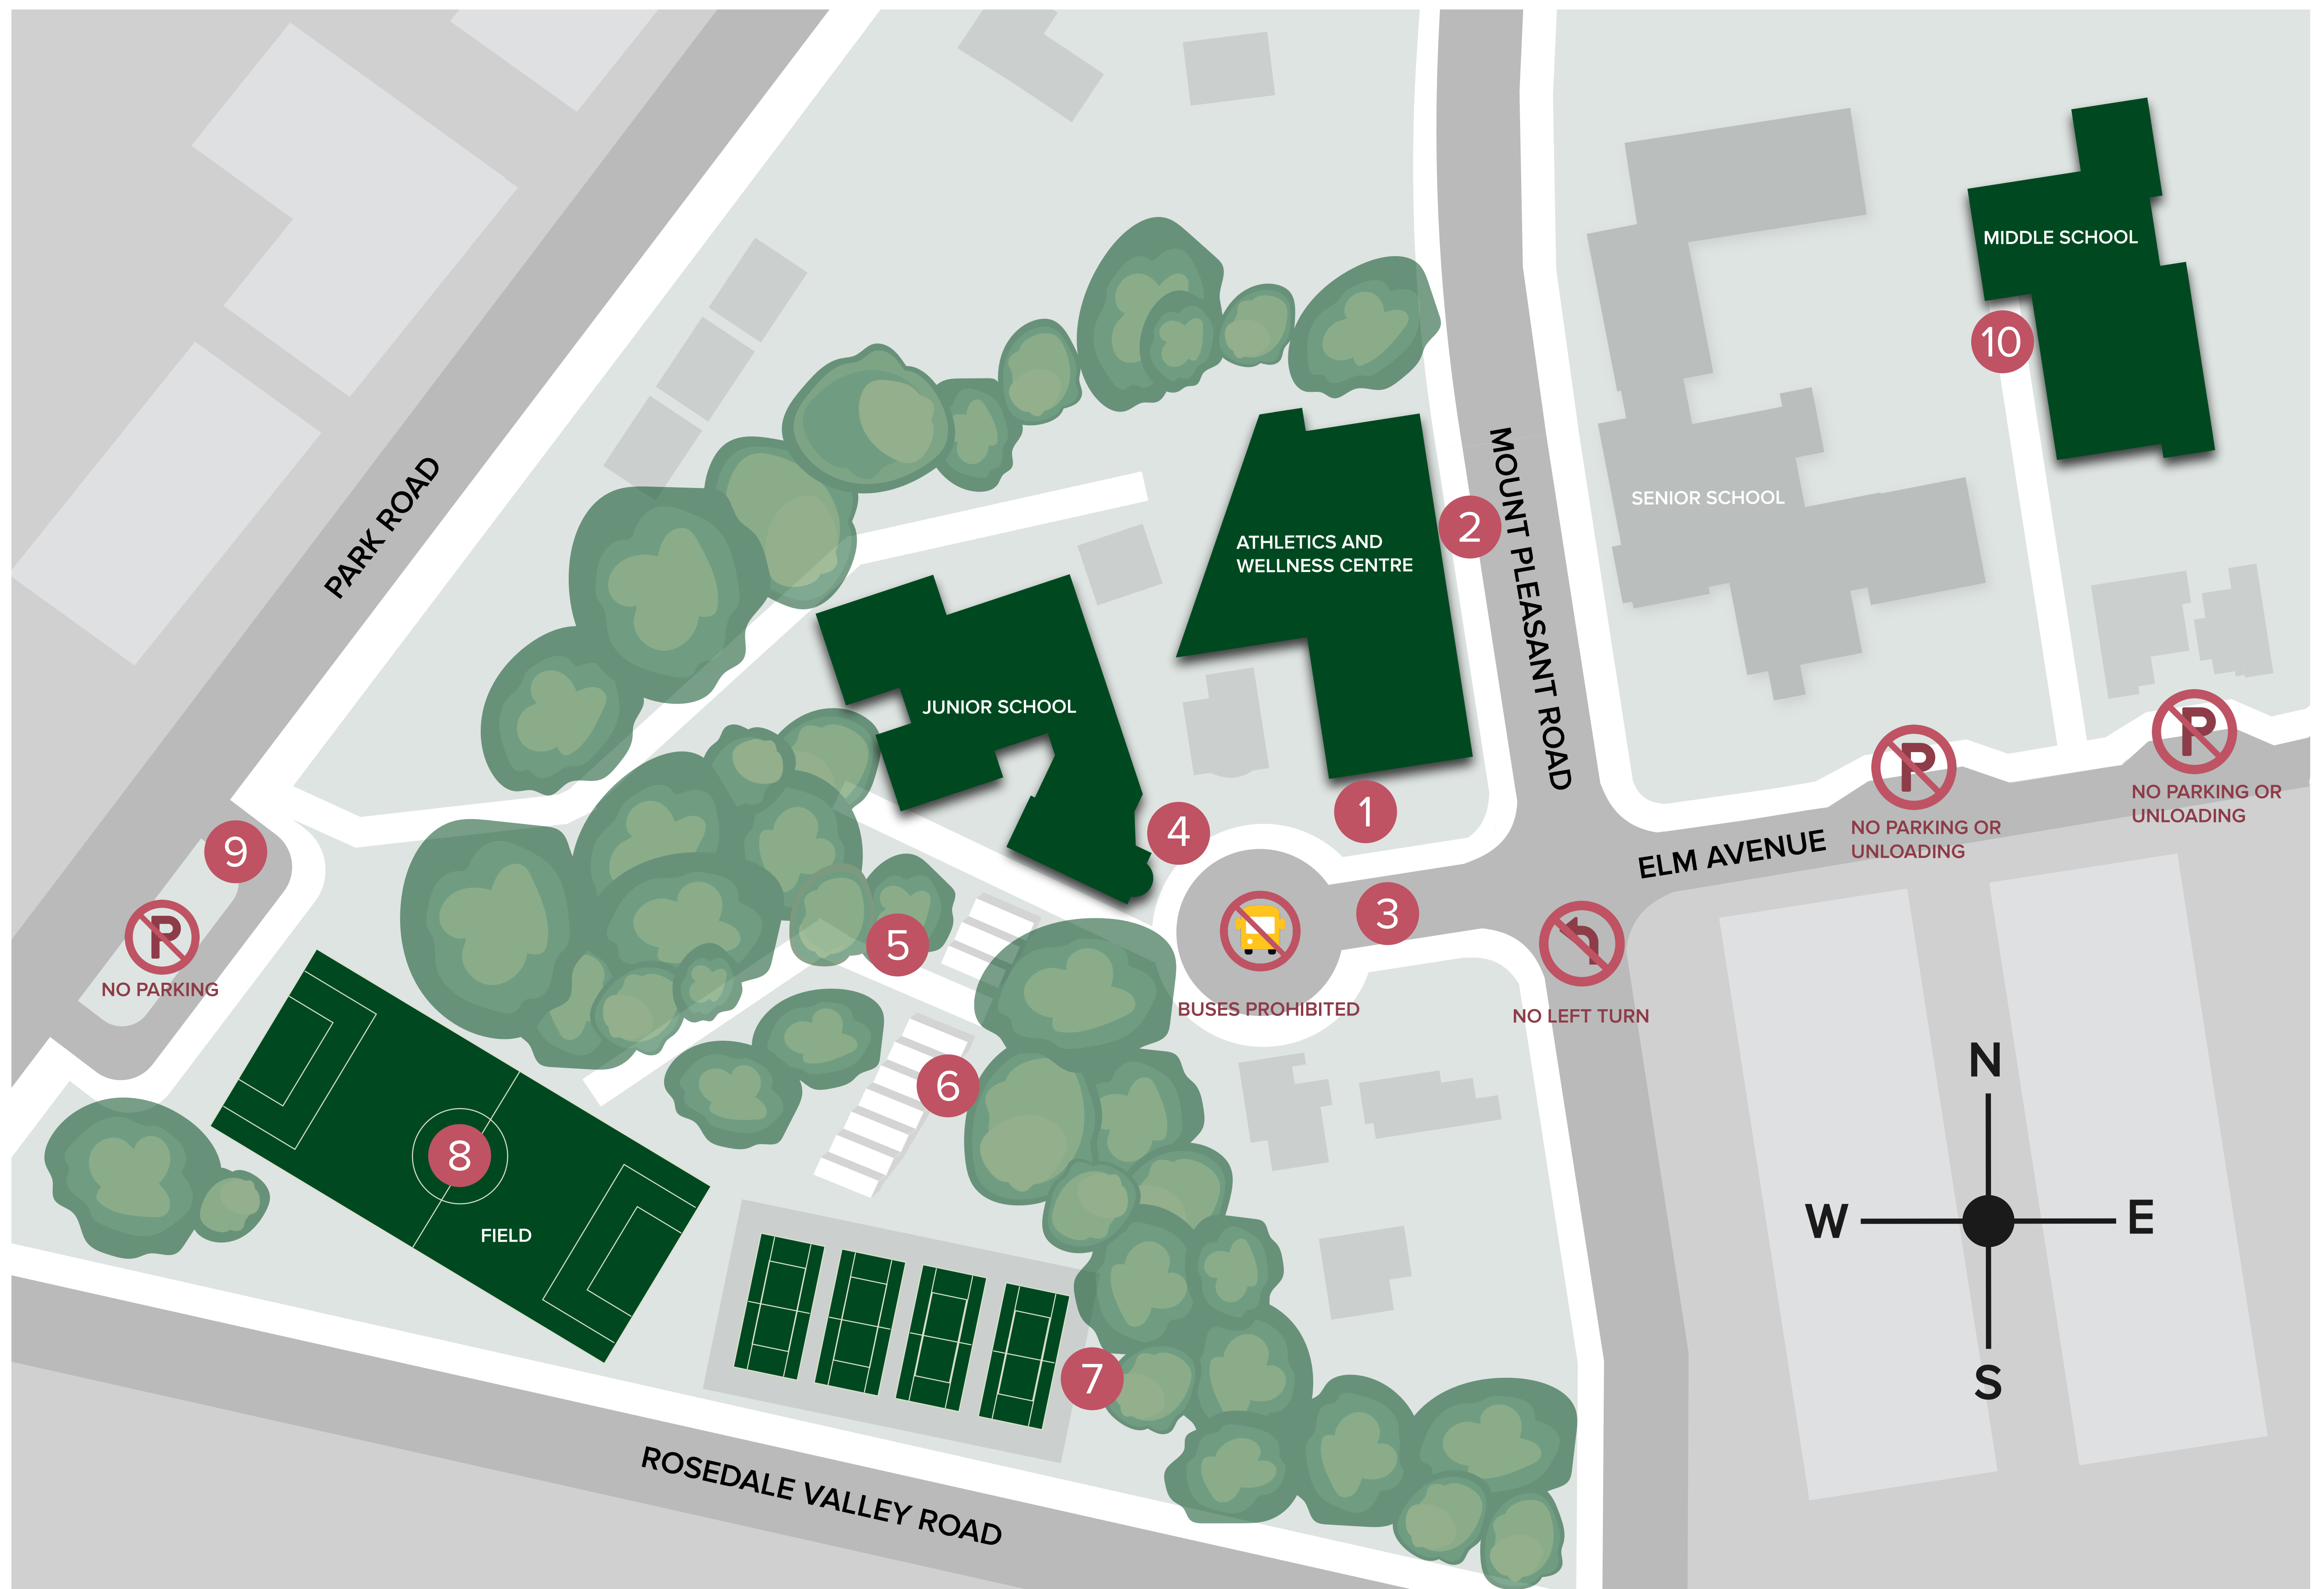 MIDDLE SCHOOL
10
PARK ROAD
MOUNT PLEASANT ROAD
SENIOR SCHOOL
2
ATHLETICS AND
WELLNESS CENTRE
JUNIOR SCHOOL
1
4
9
P
NO PARKING
5
3
ELM AVENUE
P
NO PARKING OR
UNLOADING
P
NO PARKING OR
UNLOADING
BUSES PROHIBITED
NO LEFT TURN
6
8
FIELD
7
ROSEDALE VALLEY ROAD
N
W
E
S